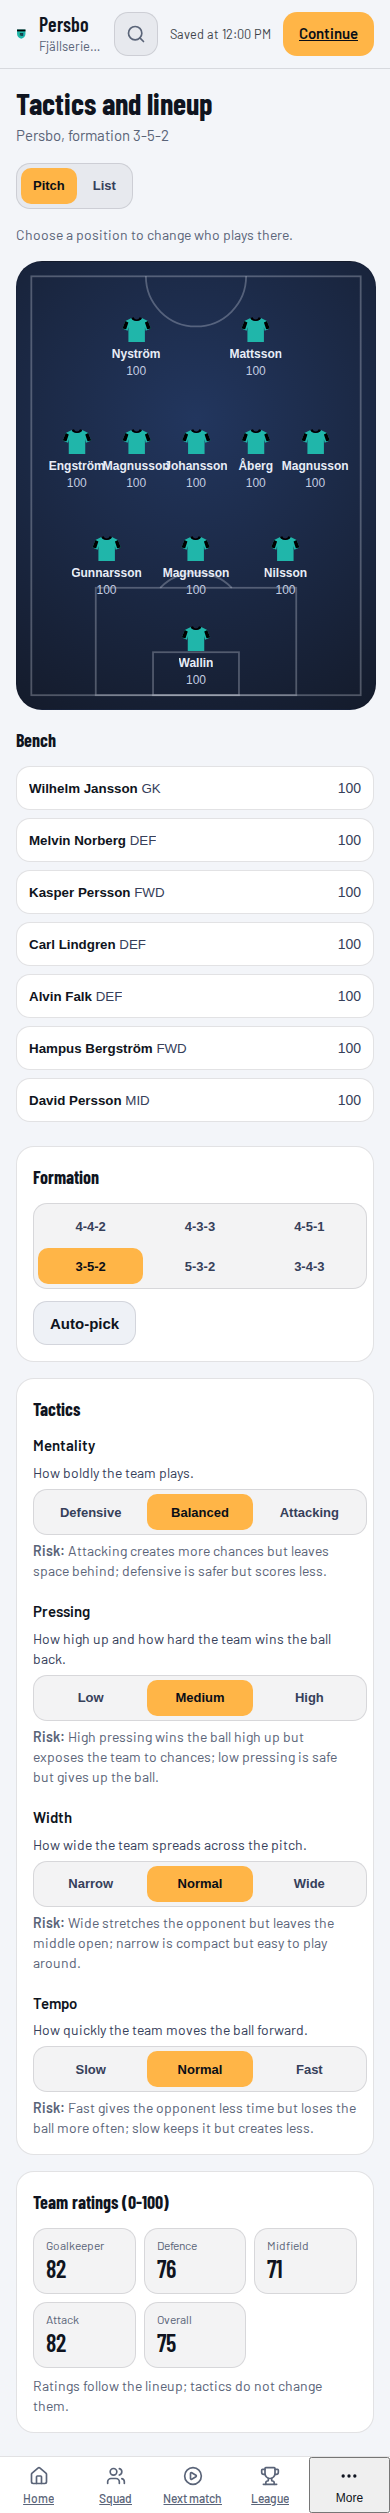 Persbo
Fjällserie...
Saved at 12:00 PM
Continue
Tactics and lineup
Persbo, formation 3-5-2
Pitch List
Choose a position to change who plays there.
Nyström Mattsson
100 100
Engström Magnusson Johansson Åberg Magnusson
100 100 100 100 100
Gunnarsson Magnusson Nilsson
100 100 100
Wallin
100
Bench
Wilhelm Jansson GK 100
Melvin Norberg DEF 100
Kasper Persson FWD 100
Carl Lindgren DEF 100
Alvin Falk DEF 100
Hampus Bergström FWD 100
David Persson MID 100
Formation
4-4-2 4-3-3 4-5-1
3-5-2 5-3-2 3-4-3
Auto-pick
Tactics
Mentality
How boldly the team plays.
Defensive Balanced Attacking
Risk: Attacking creates more chances but leaves
space behind; defensive is safer but scores less.
Pressing
How high up and how hard the team wins the ball
back.
Low Medium High
Risk: High pressing wins the ball high up but
exposes the team to chances; low pressing is safe
but gives up the ball.
Width
How wide the team spreads across the pitch.
Narrow Normal Wide
Risk: Wide stretches the opponent but leaves the
middle open; narrow is compact but easy to play
around.
Tempo
How quickly the team moves the ball forward.
Slow Normal Fast
Risk: Fast gives the opponent less time but loses the
ball more often; slow keeps it but creates less.
Team ratings (0-100)
Goalkeeper Defence Midfield
82 76 71
Attack Overall
82 75
Ratings follow the lineup; tactics do not change
them.
Home Squad Next match League More